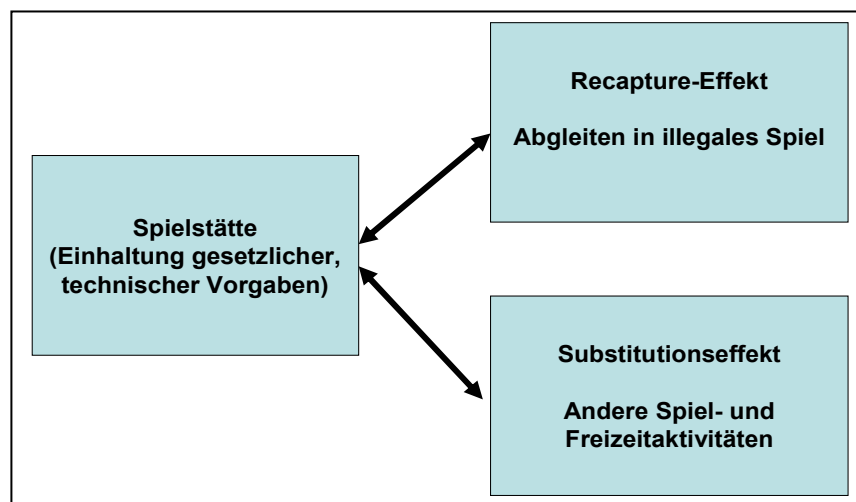 Spielstätte
(Einhaltung gesetzlicher,
technischer Vorgaben)
Recapture-Effekt
Abgleiten in illegales Spiel
Substitutionseffekt
Andere Spiel- und
Freizeitaktivitäten